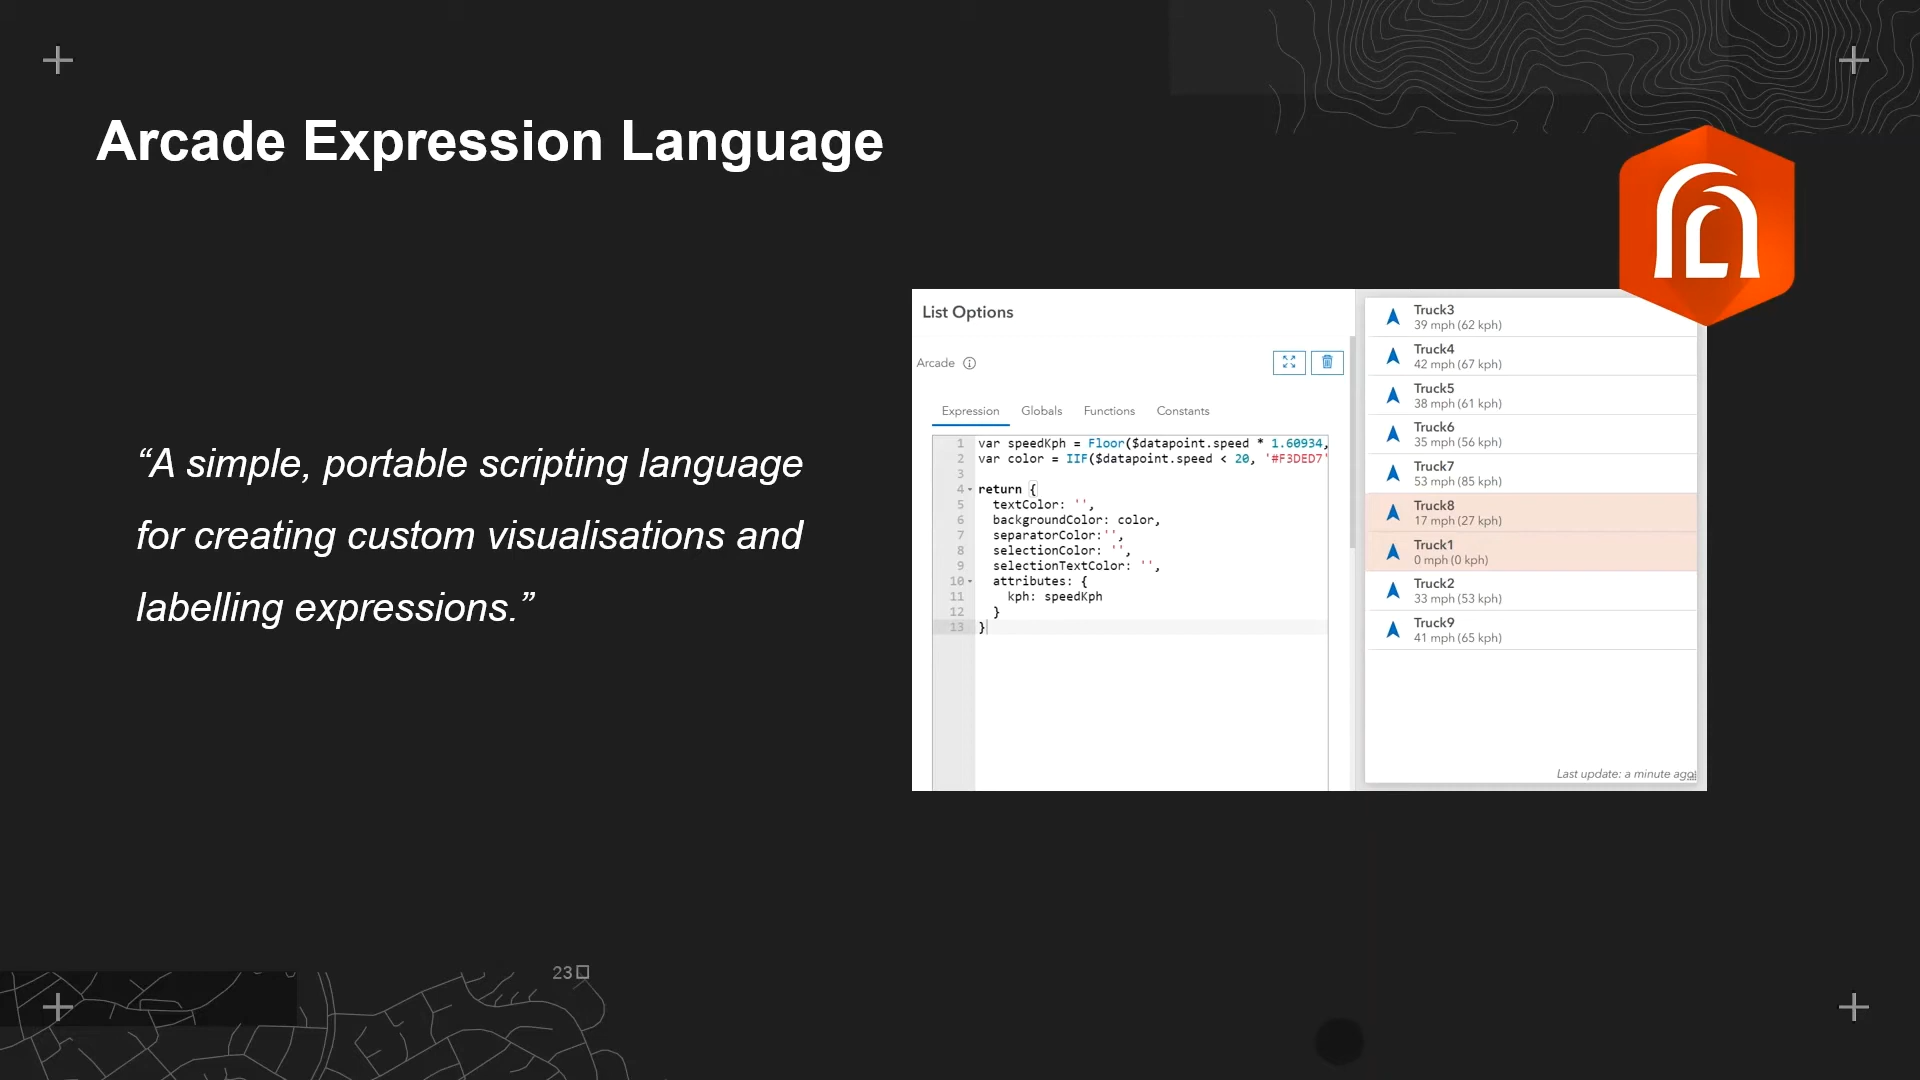 Arcade Expression Language
“A simple, portable scripting language
for creating custom visualisations and
labelling expressions.”
List Options
Arcade
Expression Globals Functions Constants
1 var speedKph = Floor($datapoint.speed * 1.60934,
2 var color = IIF($datapoint.speed < 20, '#F3DED7'
3
4 return {
5 textColor: '',
6 backgroundColor: color,
7 separatorColor:'',
8 selectionColor: '',
9 selectionTextColor: '',
10 attributes: {
11 kph: speedKph
12 }
13 }
Truck3
39 mph (62 kph)
Truck4
42 mph (67 kph)
Truck5
38 mph (61 kph)
Truck6
35 mph (56 kph)
Truck7
53 mph (85 kph)
Truck8
17 mph (27 kph)
Truck1
0 mph (0 kph)
Truck2
33 mph (53 kph)
Truck9
41 mph (65 kph)
Last update: a minute ago
23